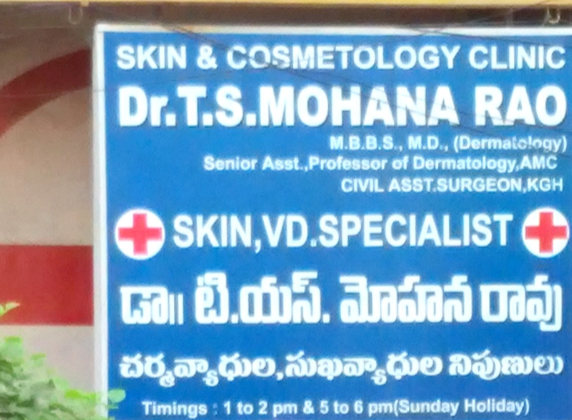 SKIN & COSMETOLOGY CLINIC
Dr.T.S.MOHANA RAO
M.B.B.S., M.D., (Dermatology)
Senior Asst.,Professor of Dermatology,AMC
CIVIL ASST.SURGEON,KGH
SKIN,VD.SPECIALIST
డా|| టి.యస్. మోహన రావు
చర్మవ్యాధుల,సుఖవ్యాధుల నిపుణులు
Timings : 1 to 2 pm & 5 to 6 pm(Sunday Holiday)